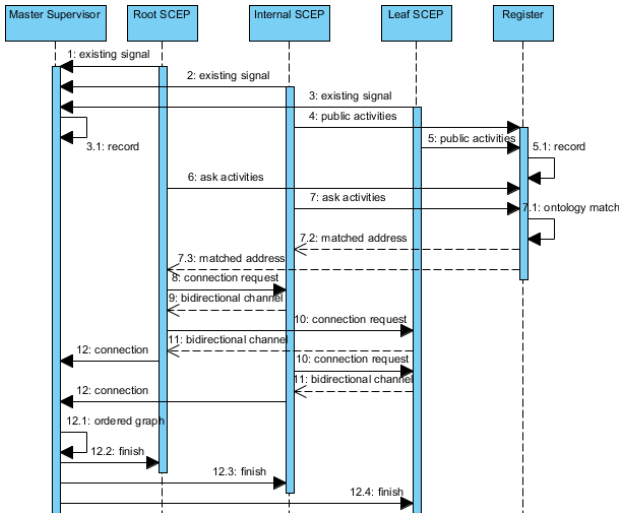 Master Supervisor
Root SCEP
Internal SCEP
Leaf SCEP
Register
1: existing signal
2: existing signal
3: existing signal
4: public activities
5: public activities
3.1: record
5.1: record
6: ask activities
7: ask activities
7.1: ontology match
7.2: matched address
7.3: matched address
8: connection request
9: bidirectional channel
10: connection request
11: bidirectional channel
12: connection
10: connection request
11: bidirectional channel
12: connection
12.1: ordered graph
12.2: finish
12.3: finish
12.4: finish